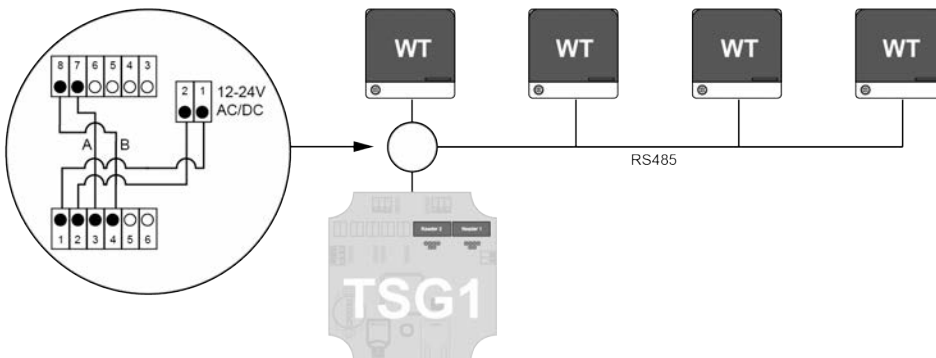 WT WT WT WT
8 7 6 5 4 3
2 1 12-24V
AC/DC
A B
RS485
1 2 3 4 5 6
Reader 2 Reader 1
TSG1